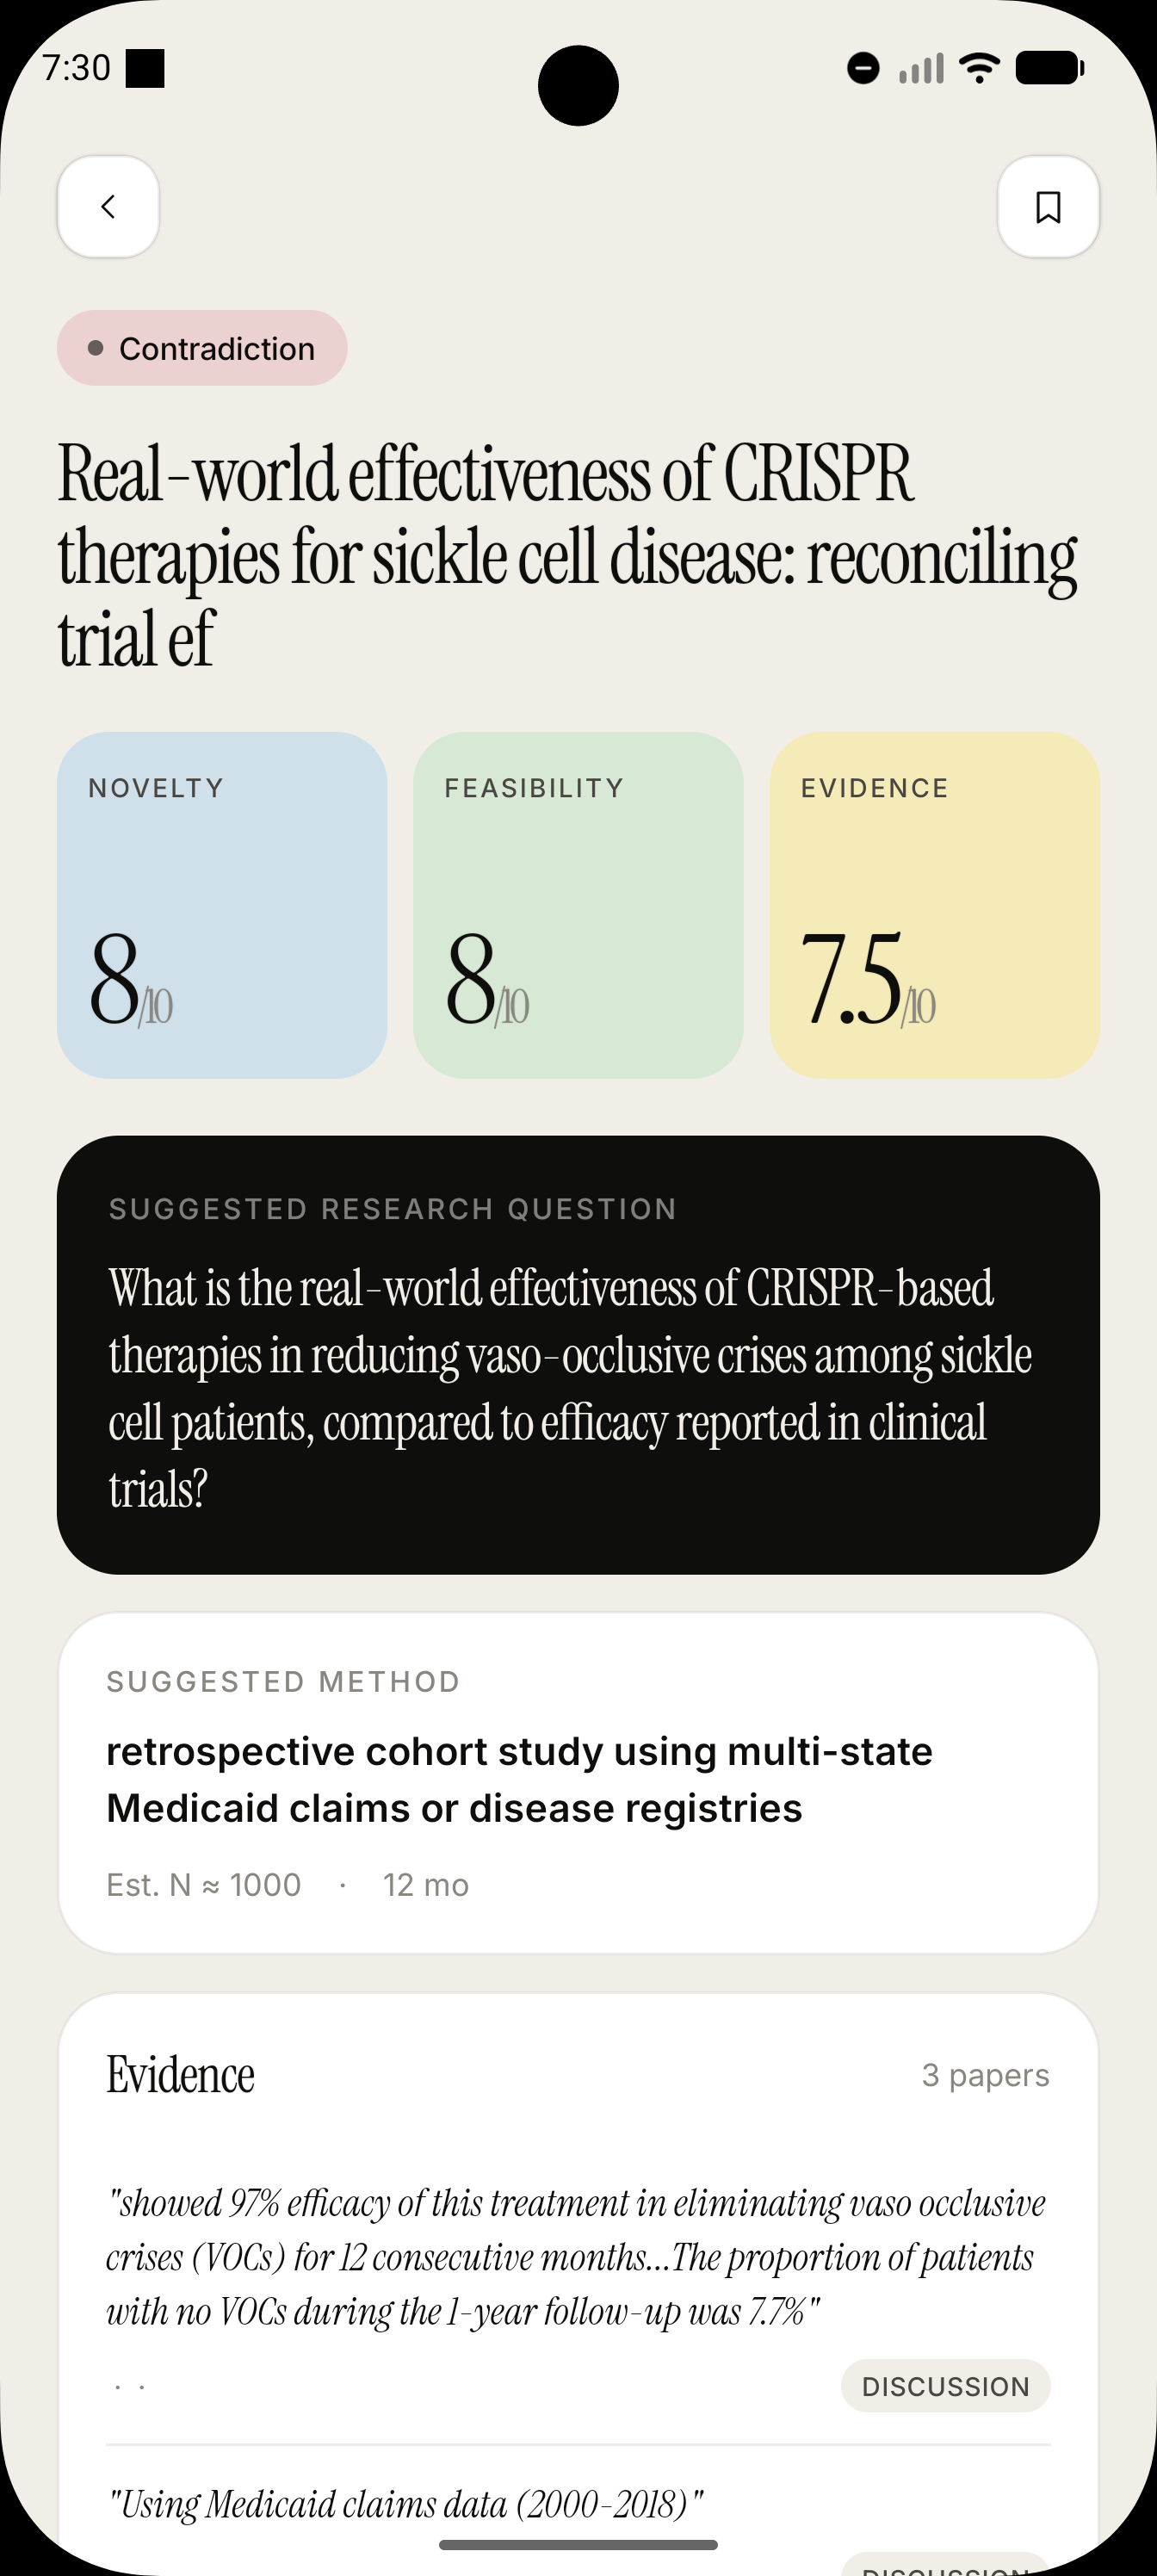 7:30
Contradiction
Real-world effectiveness of CRISPR
therapies for sickle cell disease: reconciling
trial ef
NOVELTY
8/10
FEASIBILITY
8/10
EVIDENCE
7.5/10
SUGGESTED RESEARCH QUESTION
What is the real-world effectiveness of CRISPR-based
therapies in reducing vaso-occlusive crises among sickle
cell patients, compared to efficacy reported in clinical
trials?
SUGGESTED METHOD
retrospective cohort study using multi-state
Medicaid claims or disease registries
Est. N ≈ 1000 · 12 mo
Evidence
3 papers
"showed 97% efficacy of this treatment in eliminating vaso occlusive
crises (VOCs) for 12 consecutive months...The proportion of patients
with no VOCs during the 1-year follow-up was 7.7%"
· ·
DISCUSSION
"Using Medicaid claims data (2000-2018)"